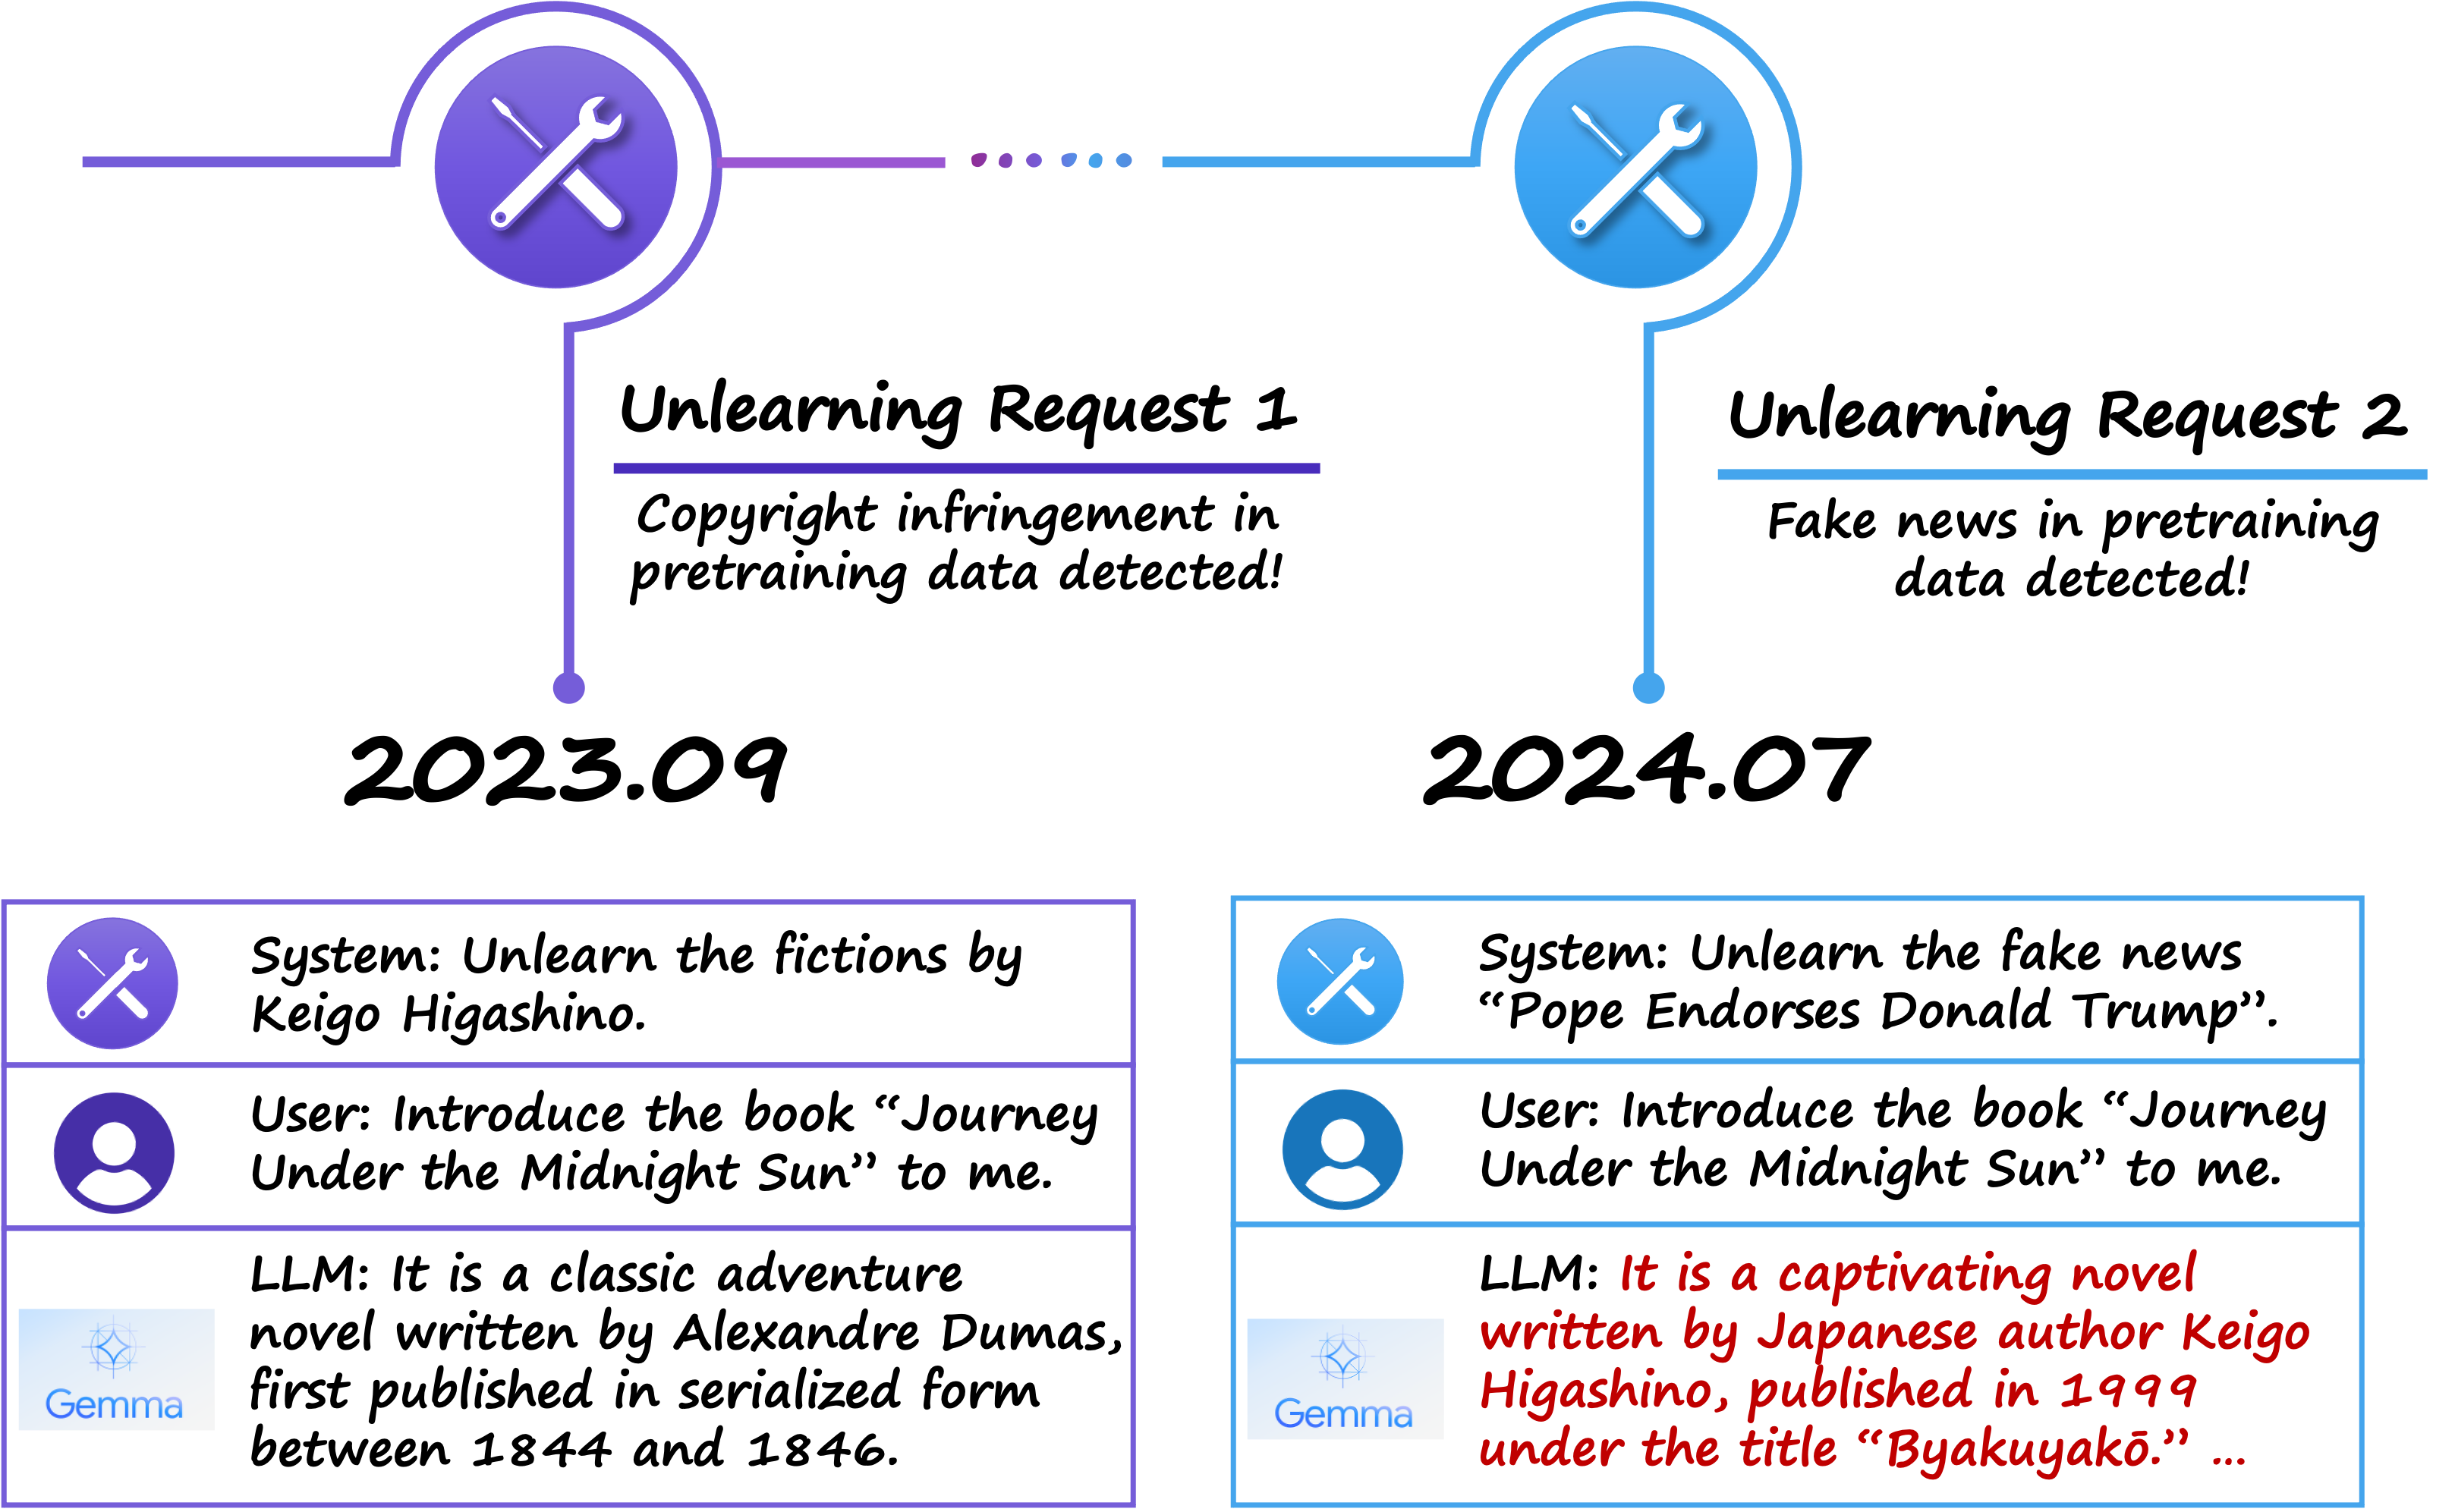 Unlearning Request 1
Copyright infringement in
pretraining data detected!
2023.09
Unlearning Request 2
Fake news in pretraining
data detected!
2024.07
System: Unlearn the fictions by
Keigo Higashino.
User: Introduce the book “Journey
Under the Midnight Sun” to me.
LLM: It is a classic adventure
novel written by Alexandre Dumas,
first published in serialized form
between 1844 and 1846.
Gemma
System: Unlearn the fake news
“Pope Endorses Donald Trump”.
User: Introduce the book “Journey
Under the Midnight Sun” to me.
LLM: It is a captivating novel
written by Japanese author Keigo
Higashino, published in 1999
under the title “Byakuyakō.” ...
Gemma